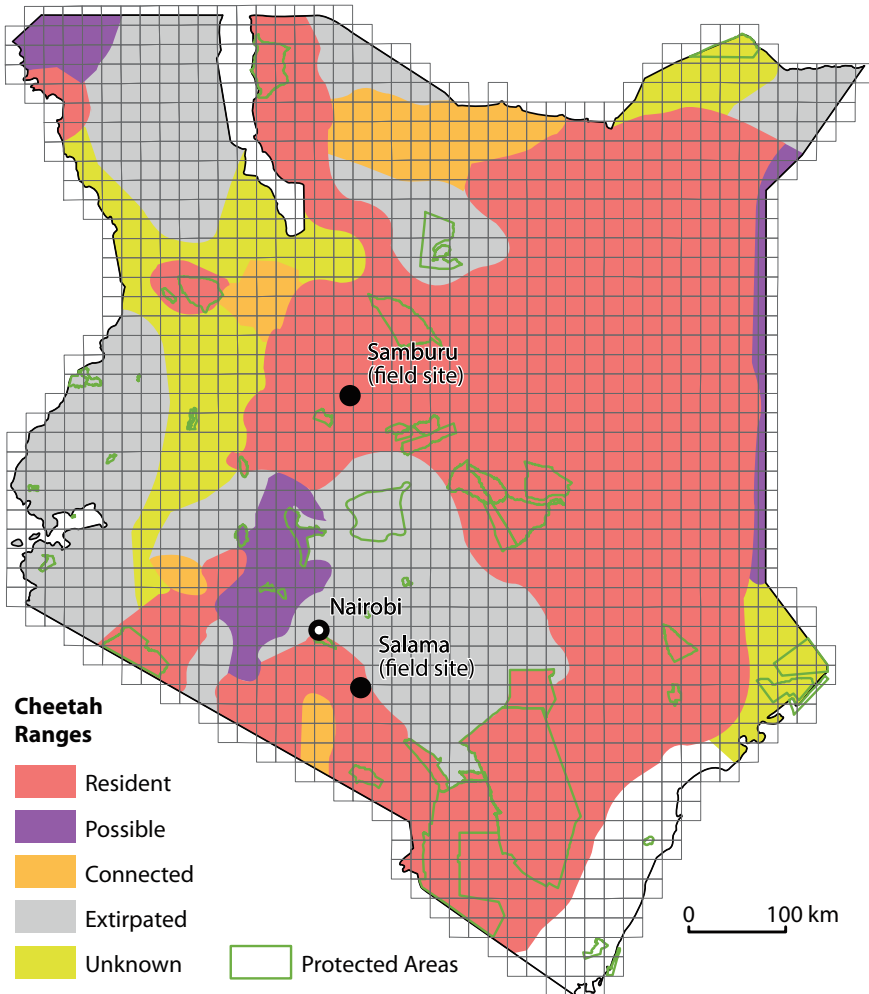 Samburu
(field site)
Nairobi
Salama
(field site)
Cheetah
Ranges
Resident
Possible
Connected
Extirpated
Unknown
Protected Areas
0 100 km